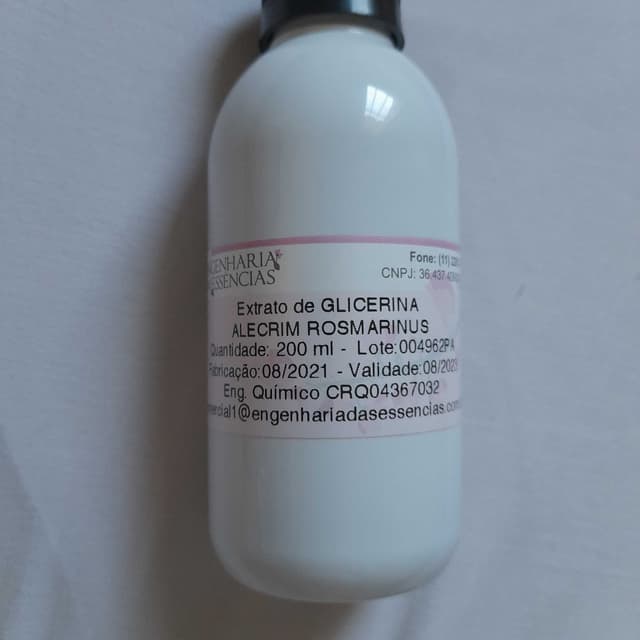 ENGENHARIA
ESSENCIAS
Fone: (11)
CNPJ: 36.437.
Extrato de GLICERINA
ALECRIM ROSMARINUS
Quantidade: 200 ml - Lote:004962PA
Fabricação:08/2021 - Validade:08/2023
Eng. Químico CRQ04367032
comercial1@engenhariadasessencias.com